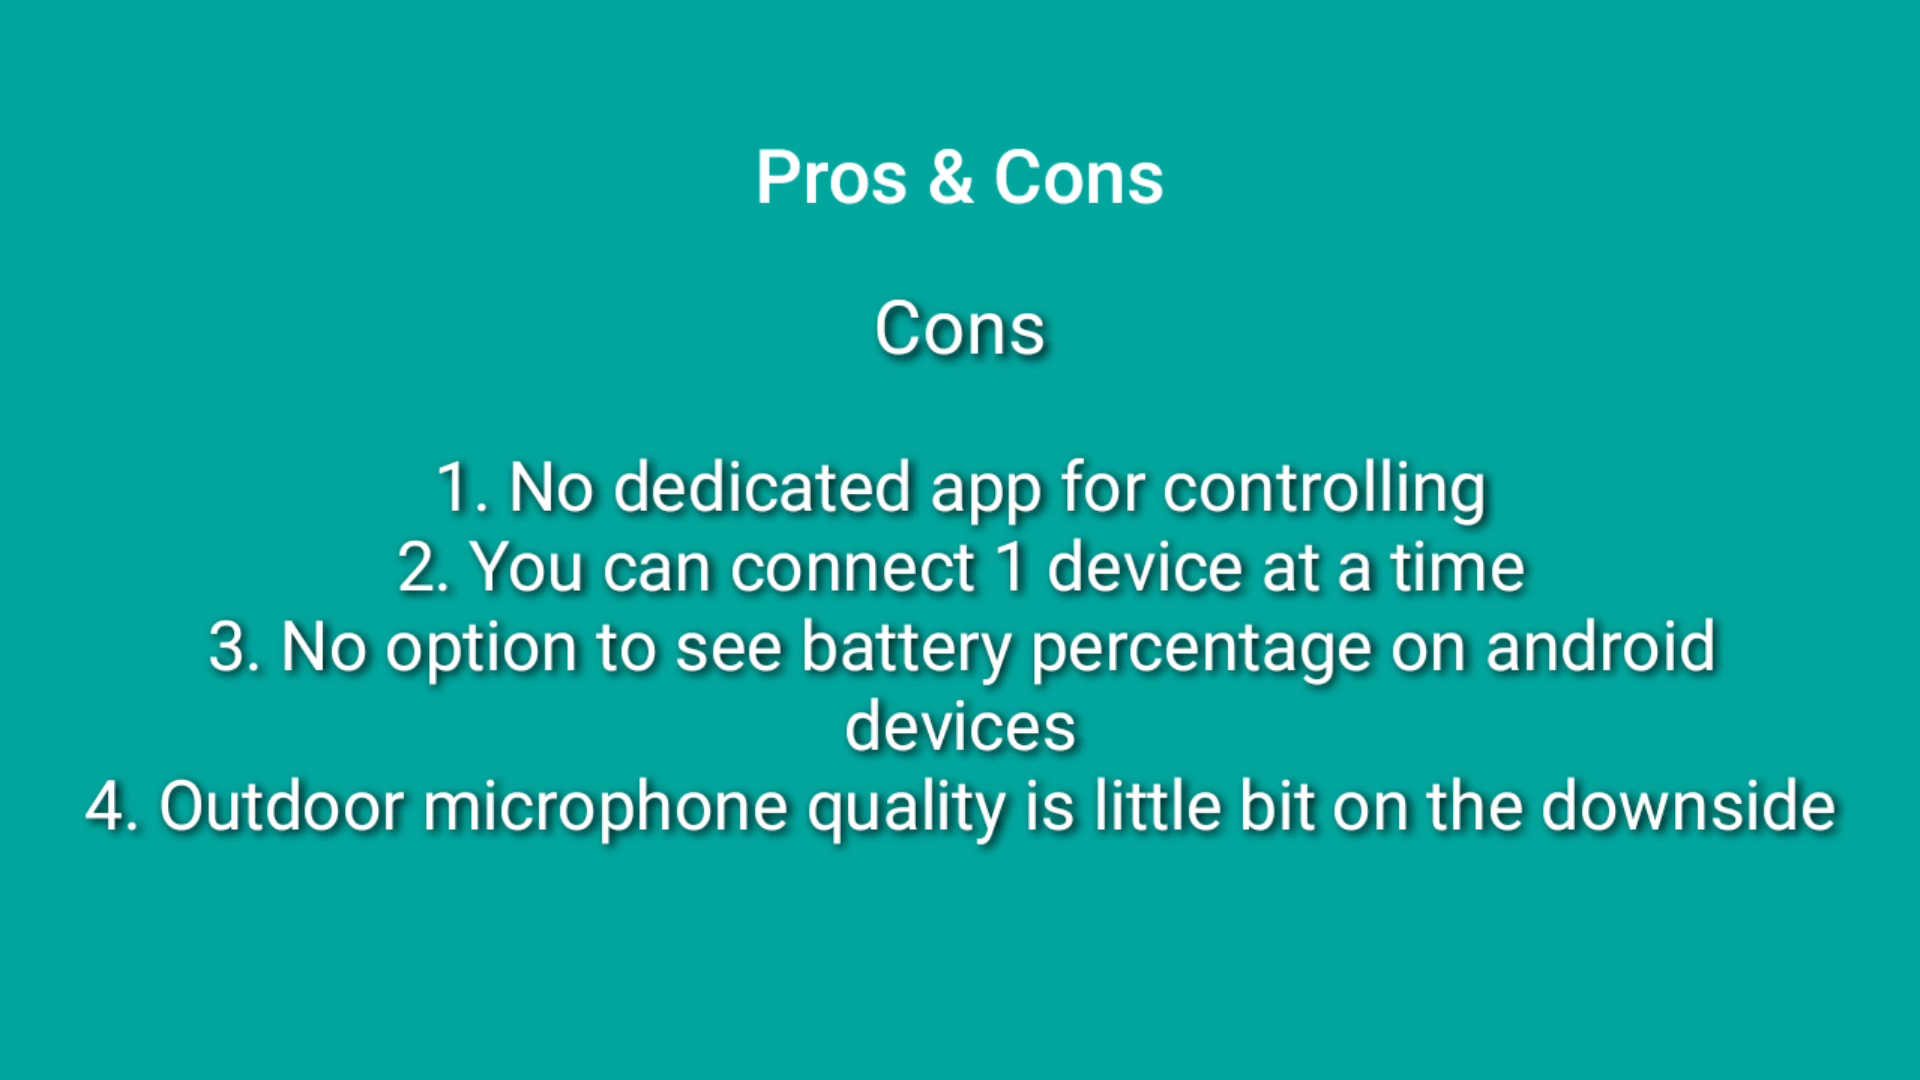 Pros & Cons
Cons
1. No dedicated app for controlling
2. You can connect 1 device at a time
3. No option to see battery percentage on android
devices
4. Outdoor microphone quality is little bit on the downside